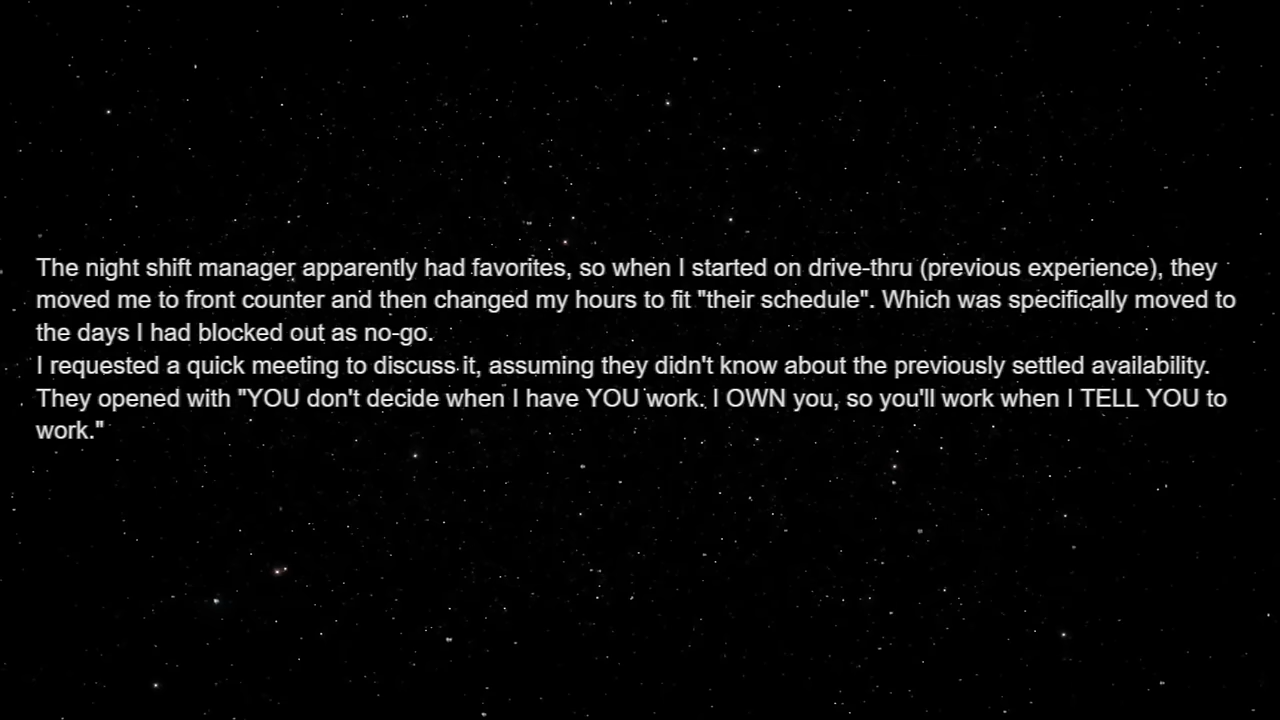 The night shift manager apparently had favorites, so when I started on drive-thru (previous experience), they
moved me to front counter and then changed my hours to fit "their schedule". Which was specifically moved to
the days I had blocked out as no-go.
I requested a quick meeting to discuss it, assuming they didn't know about the previously settled availability.
They opened with "YOU don't decide when I have YOU work. I OWN you, so you'll work when I TELL YOU to
work."